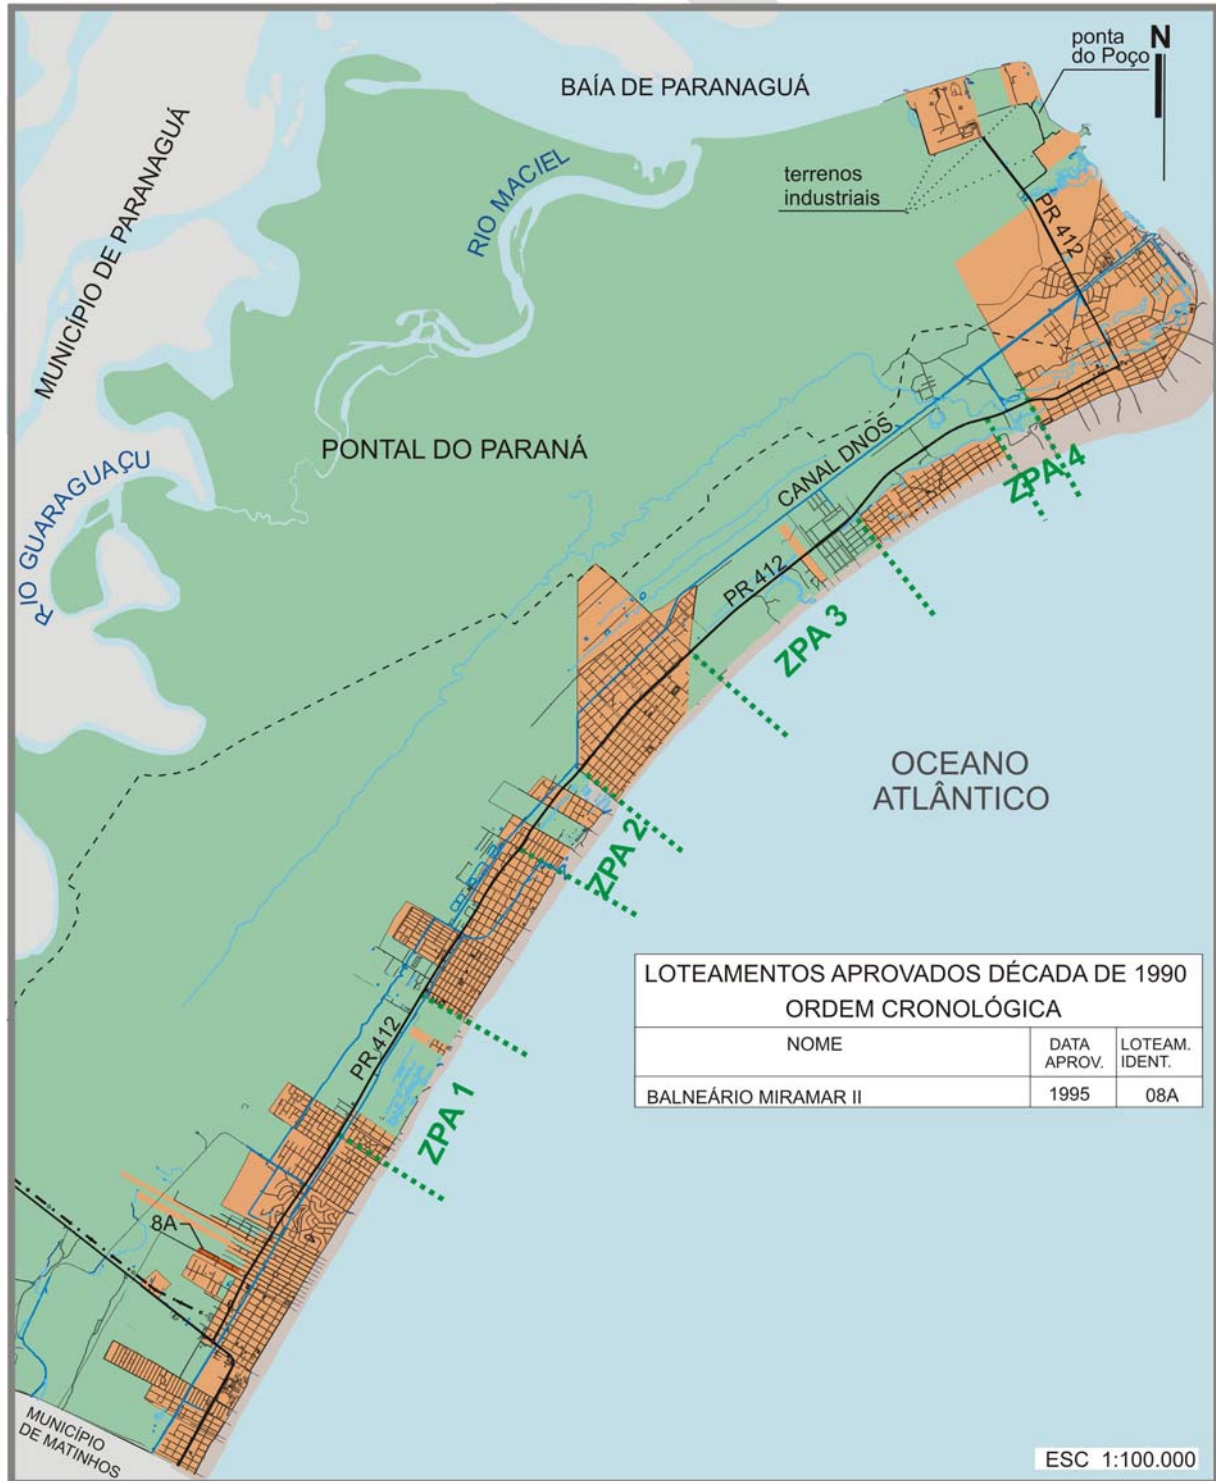 ponta
do Poço
N
BAÍA DE PARANAGUÁ
MUNICÍPIO DE PARANAGUÁ
RIO MACIEL
terrenos
industriais
PR 412
PONTAL DO PARANÁ
RIO GUARAGUAÇU
CANAL DNOS
ZPA 4
PR 412
ZPA 3
OCEANO
ATLÂNTICO
ZPA 2
LOTEAMENTOS APROVADOS DÉCADA DE 1990
ORDEM CRONOLÓGICA
NOME DATA APROV. LOTEAM. IDENT.
BALNEÁRIO MIRAMAR II 1995 08A
PR 412
ZPA 1
8A
MUNICÍPIO
DE MATINHOS
ESC 1:100.000